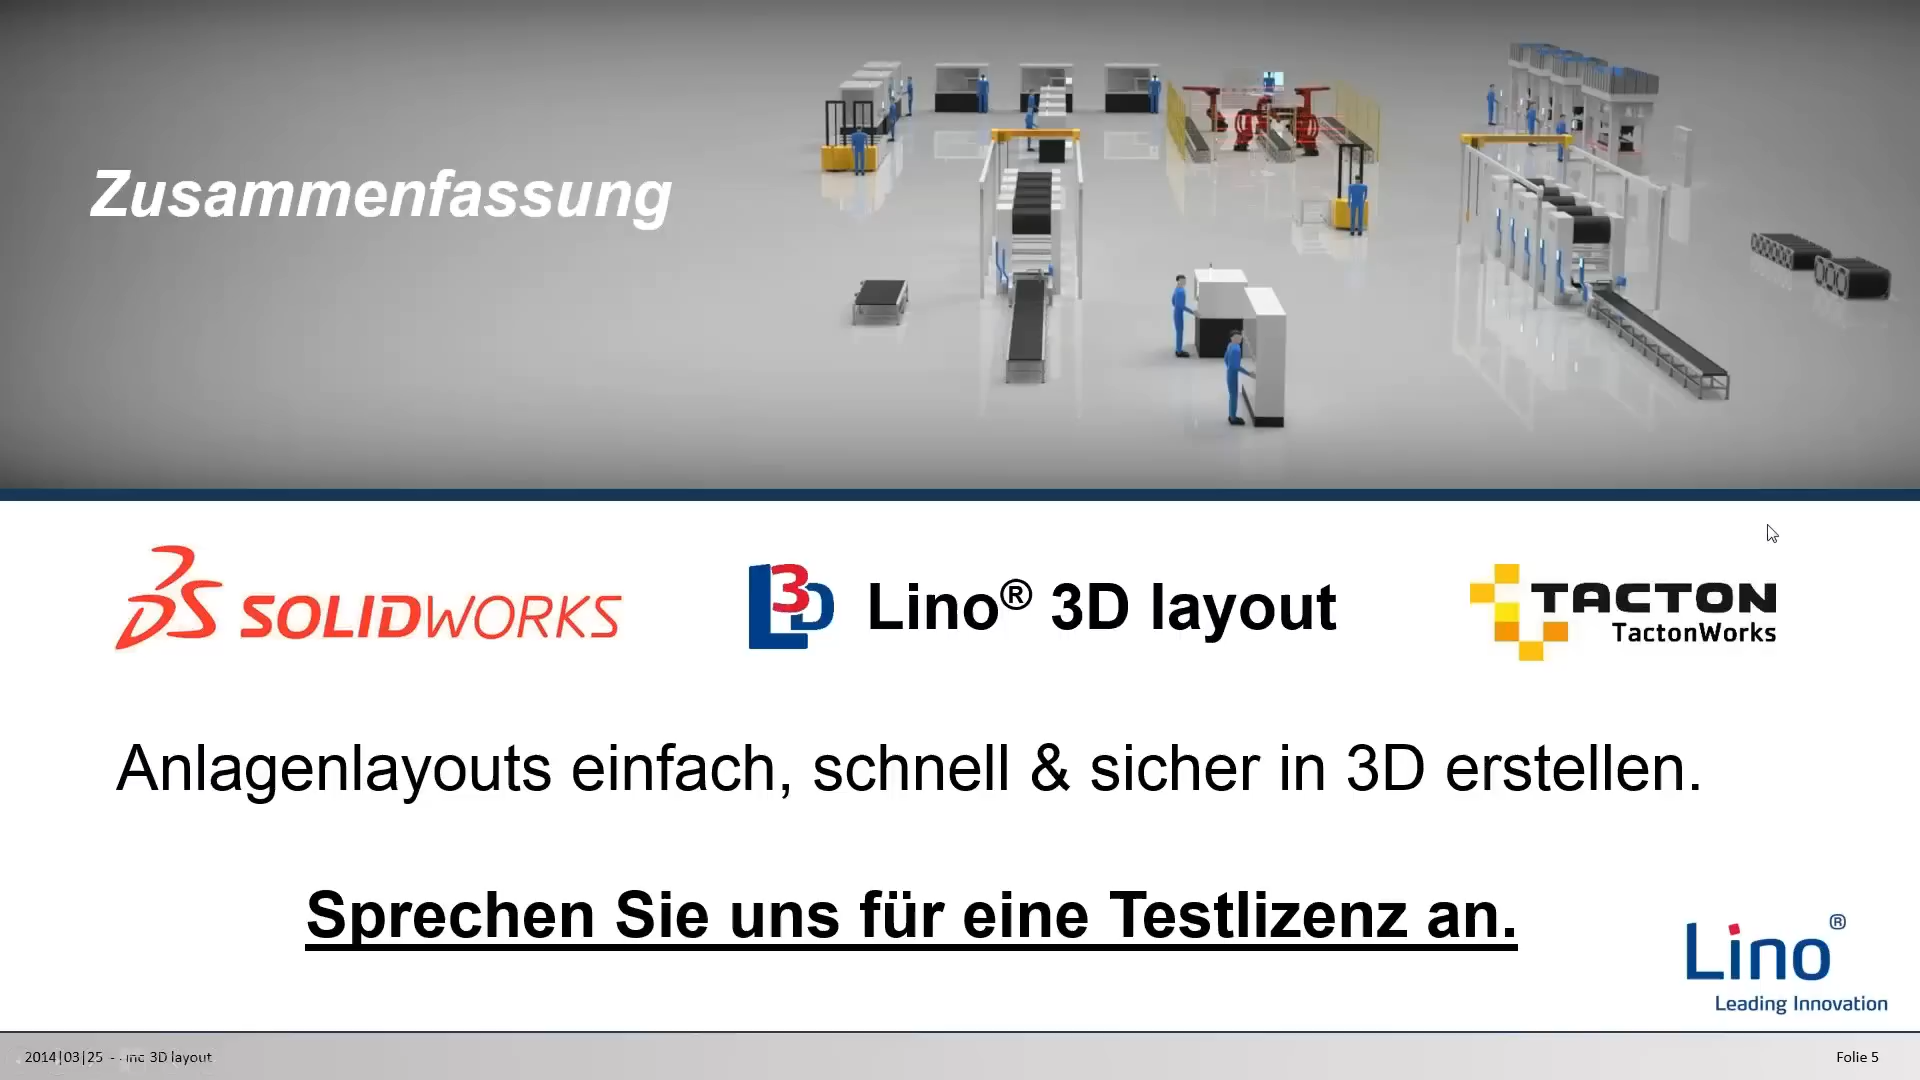 Zusammenfassung
SOLIDWORKS
L3D Lino® 3D layout
TACTON
TactonWorks
Anlagenlayouts einfach, schnell & sicher in 3D erstellen.
Sprechen Sie uns für eine Testlizenz an.
Lino®
Leading Innovation
2014|03|25 - 3D layout
Folie 5